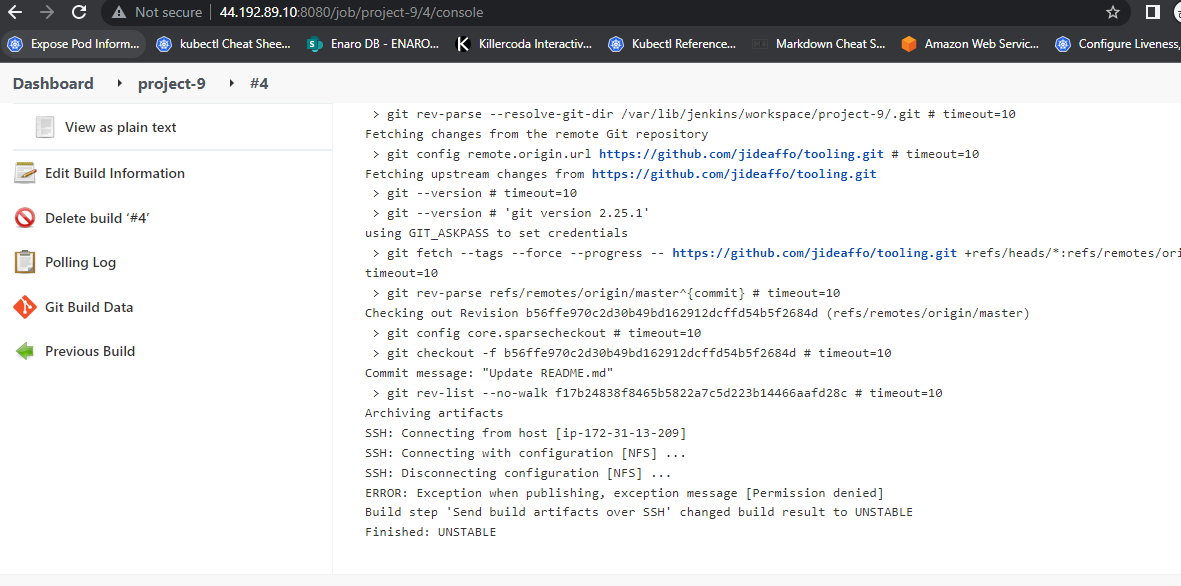 Not secure | 44.192.89.10:8080/job/project-9/4/console
Expose Pod Inform... kubectl Cheat Shee... Enaro DB - ENARO... Killercoda Interactiv... Kubectl Reference... Markdown Cheat S... Amazon Web Servic... Configure Liveness,
Dashboard project-9 #4
View as plain text
Edit Build Information
Delete build ‘#4’
Polling Log
Git Build Data
Previous Build
> git rev-parse --resolve-git-dir /var/lib/jenkins/workspace/project-9/.git # timeout=10
Fetching changes from the remote Git repository
> git config remote.origin.url https://github.com/jideaffo/tooling.git # timeout=10
Fetching upstream changes from https://github.com/jideaffo/tooling.git
> git --version # timeout=10
> git --version # 'git version 2.25.1'
using GIT_ASKPASS to set credentials
> git fetch --tags --force --progress -- https://github.com/jideaffo/tooling.git +refs/heads/*:refs/remotes/ori
timeout=10
> git rev-parse refs/remotes/origin/master^{commit} # timeout=10
Checking out Revision b56ffe970c2d30b49bd162912dcffd54b5f2684d (refs/remotes/origin/master)
> git config core.sparsecheckout # timeout=10
> git checkout -f b56ffe970c2d30b49bd162912dcffd54b5f2684d # timeout=10
Commit message: "Update README.md"
> git rev-list --no-walk f17b24838f8465b5822a7c5d223b14466aafd28c # timeout=10
Archiving artifacts
SSH: Connecting from host [ip-172-31-13-209]
SSH: Connecting with configuration [NFS] ...
SSH: Disconnecting configuration [NFS] ...
ERROR: Exception when publishing, exception message [Permission denied]
Build step 'Send build artifacts over SSH' changed build result to UNSTABLE
Finished: UNSTABLE